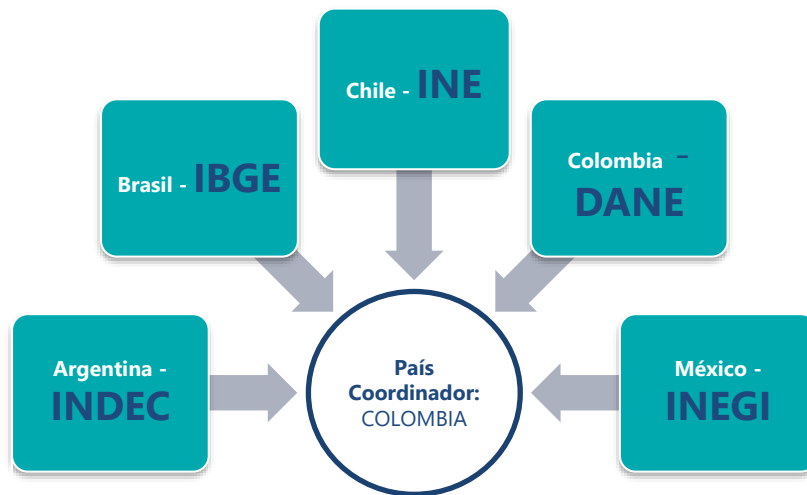 Chile - INE
Brasil - IBGE
Colombia -
DANE
Argentina -
INDEC
País
Coordinador:
COLOMBIA
México -
INEGI